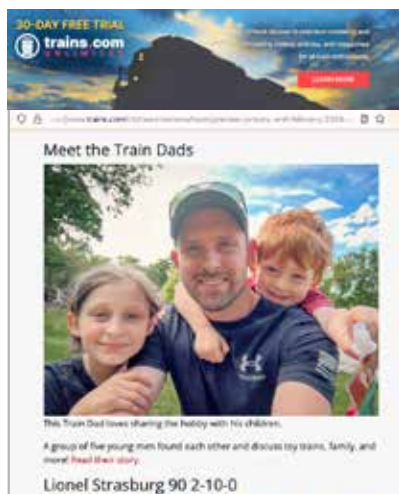 30-DAY FREE TRIAL
trains.com
UNLIMITED
LEARN MORE
Meet the Train Dads
This Train Dad loves sharing the hobby with his children.
A group of five young men found each other and discuss toy trains, family, and
more! Read their story.
Lionel Strasburg 90 2-10-0